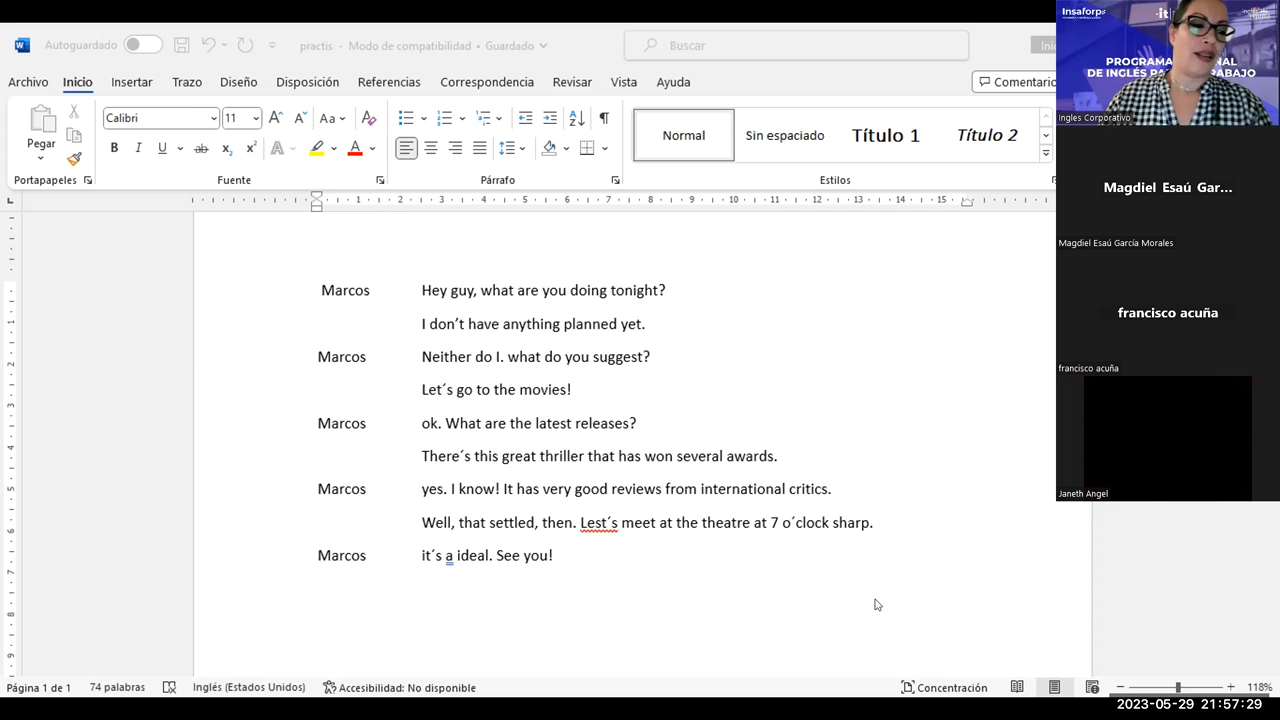 Autoguardado
practis - Modo de compatibilidad • Guardado
Buscar
Archivo Inicio Insertar Trazo Diseño Disposición Referencias Correspondencia Revisar Vista Ayuda
Comentario
Calibri 11
Pegar
Normal Sin espaciado Título 1 Título 2
Portapapeles Fuente Párrafo Estilos
Marcos Hey guy, what are you doing tonight?
I don’t have anything planned yet.
Marcos Neither do I. what do you suggest?
Let´s go to the movies!
Marcos ok. What are the latest releases?
There´s this great thriller that has won several awards.
Marcos yes. I know! It has very good reviews from international critics.
Well, that settled, then. Lest´s meet at the theatre at 7 o´clock sharp.
Marcos it´s a ideal. See you!
Página 1 de 1 74 palabras Inglés (Estados Unidos) Accesibilidad: No disponible Concentración 118%
Insaforp
PROGRAMA
DE INGLÉS
Ingles Corporativo
Magdiel Esaú Gar...
Magdiel Esaú García Morales
francisco acuña
francisco acuña
Janeth Angel
2023-05-29 21:57:29